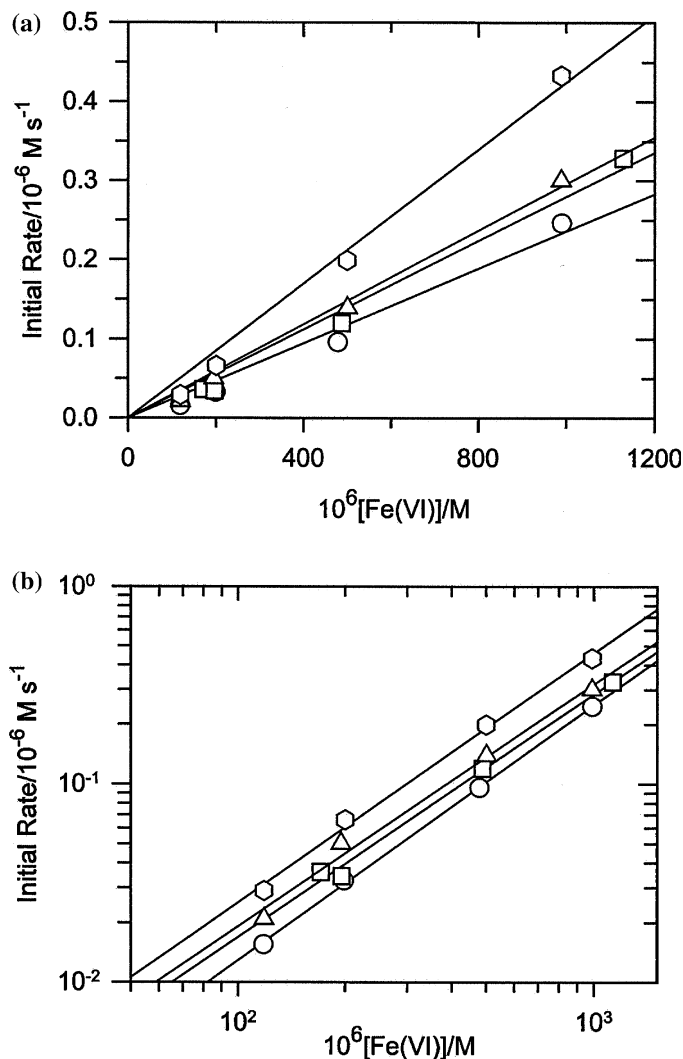 (a)
0.5
0.4
0.3
0.2
0.1
0.0
Initial Rate/10⁻⁶ M s⁻¹
0 400 800 1200
10⁶[Fe(VI)]/M
(b)
10⁰
10⁻¹
10⁻²
Initial Rate/10⁻⁶ M s⁻¹
10² 10³
10⁶[Fe(VI)]/M